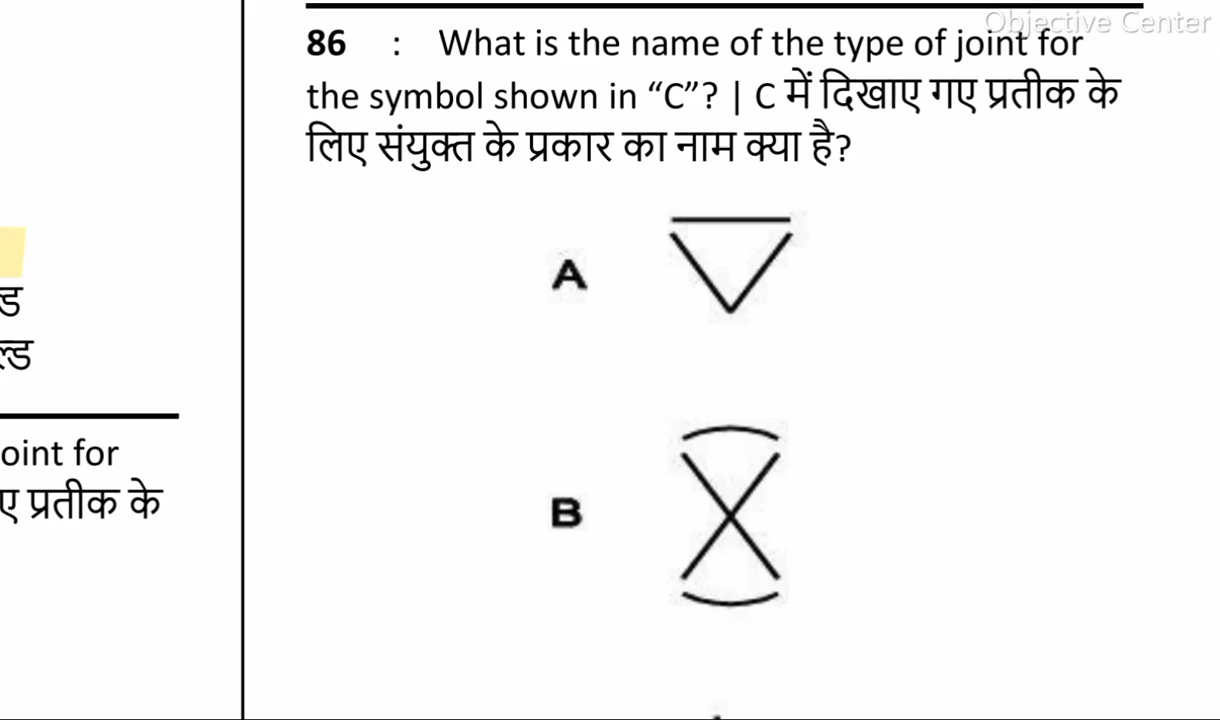 Objective Center
86 : What is the name of the type of joint for
the symbol shown in “C”? | C में दिखाए गए प्रतीक के
लिए संयुक्त के प्रकार का नाम क्या है?
A
B
ड
ल्ड
oint for
ए प्रतीक के